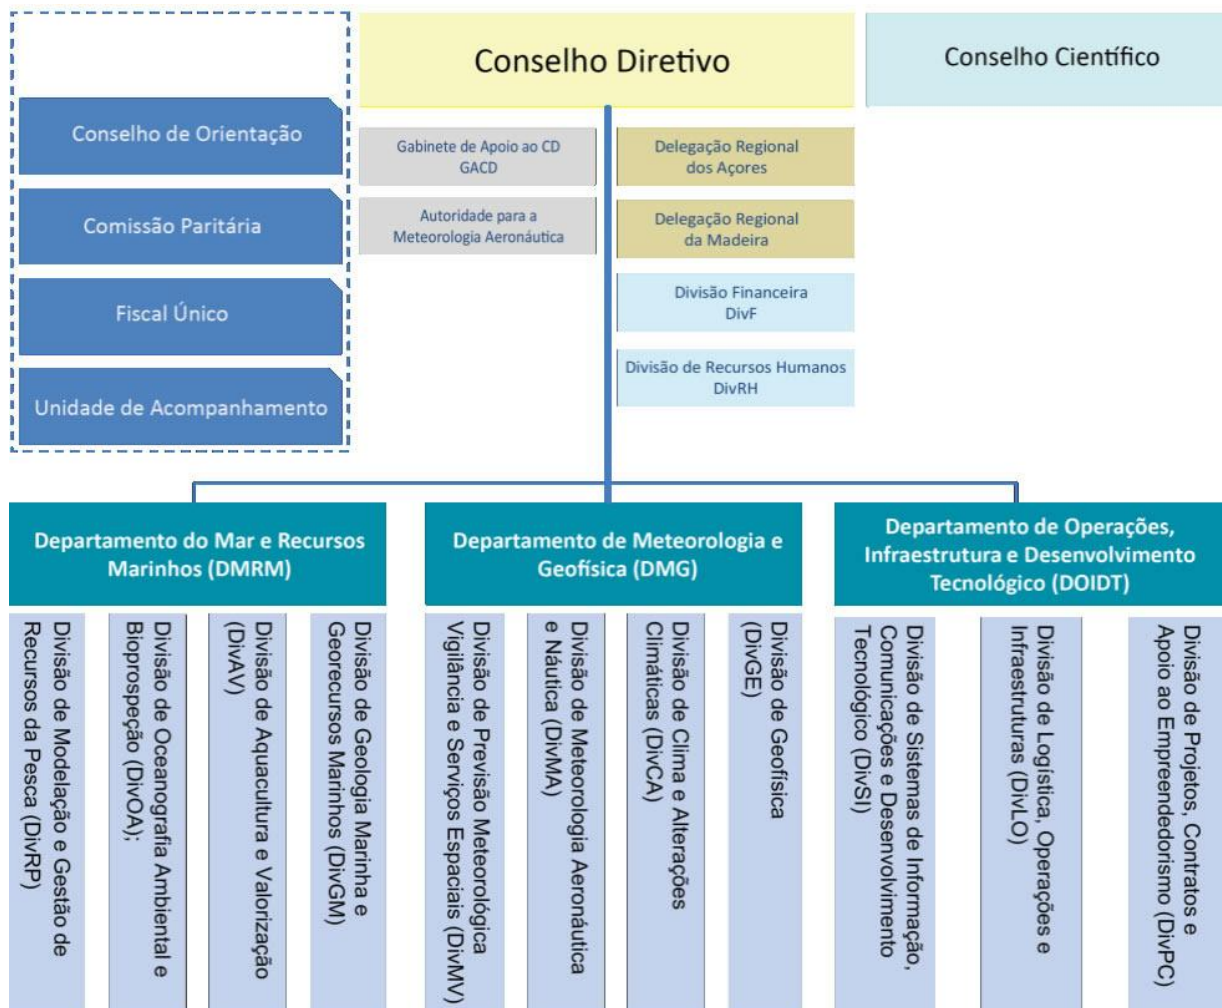 Conselho Diretivo
Conselho Científico
Conselho de Orientação
Comissão Paritária
Fiscal Único
Unidade de Acompanhamento
Gabinete de Apoio ao CD
GACD
Autoridade para a
Meteorologia Aeronáutica
Delegação Regional
dos Açores
Delegação Regional
da Madeira
Divisão Financeira
DivF
Divisão de Recursos Humanos
DivRH
Departamento do Mar e Recursos
Marinhos (DMRM)
Divisão de Modelação e Gestão de
Recursos da Pesca (DivRP)
Divisão de Oceanografia Ambiental e
Bioprospeção (DivOA);
Divisão de Aquacultura e Valorização
(DivAV)
Divisão de Geologia Marinha e
Georecursos Marinhos (DivGM)
Departamento de Meteorologia e
Geofísica (DMG)
Divisão de Previsão Meteorológica
Vigilância e Serviços Espaciais (DivMV)
Divisão de Meteorologia Aeronáutica
e Náutica (DivMA)
Divisão de Clima e Alterações
Climáticas (DivCA)
Divisão de Geofísica
(DivGE)
Departamento de Operações,
Infraestrutura e Desenvolvimento
Tecnológico (DOIDT)
Divisão de Sistemas de Informação,
Comunicações e Desenvolvimento
Tecnológico (DivSI)
Divisão de Logística, Operações e
Infraestruturas (DivLO)
Divisão de Projetos, Contratos e
Apoio ao Empreendedorismo (DivPC)